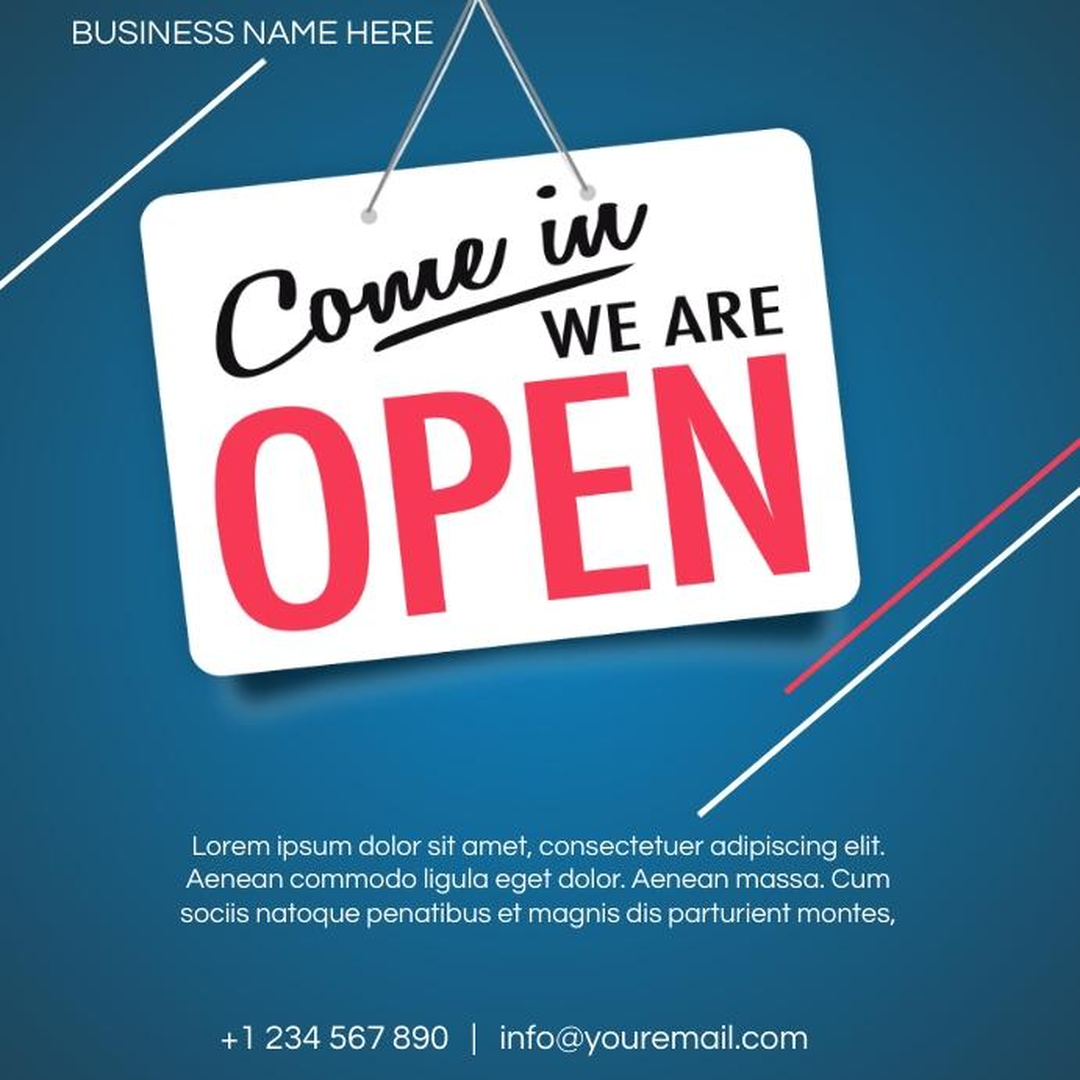 BUSINESS NAME HERE
Come in
WE ARE
OPEN
Lorem ipsum dolor sit amet, consectetuer adipiscing elit.
Aenean commodo ligula eget dolor. Aenean massa. Cum
sociis natoque penatibus et magnis dis parturient montes,
+1 234 567 890 | info@youremail.com